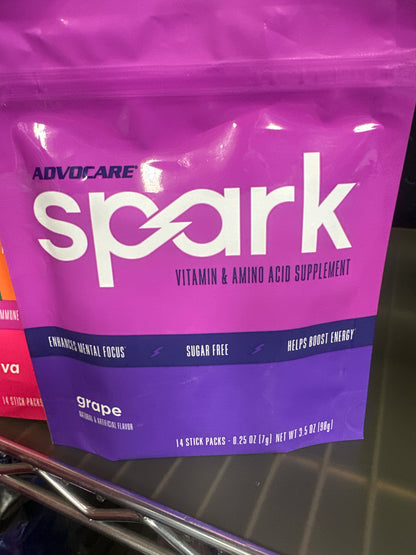 ADVOCARE®
spark
VITAMIN & AMINO ACID SUPPLEMENT
ENHANCES MENTAL FOCUS* SUGAR FREE HELPS BOOST ENERGY*
grape
NATURAL & ARTIFICIAL FLAVOR
14 STICK PACKS - 0.25 OZ (7g) NET WT 3.5 OZ (98g)
IMMUNE
va
14 STICK PACKS